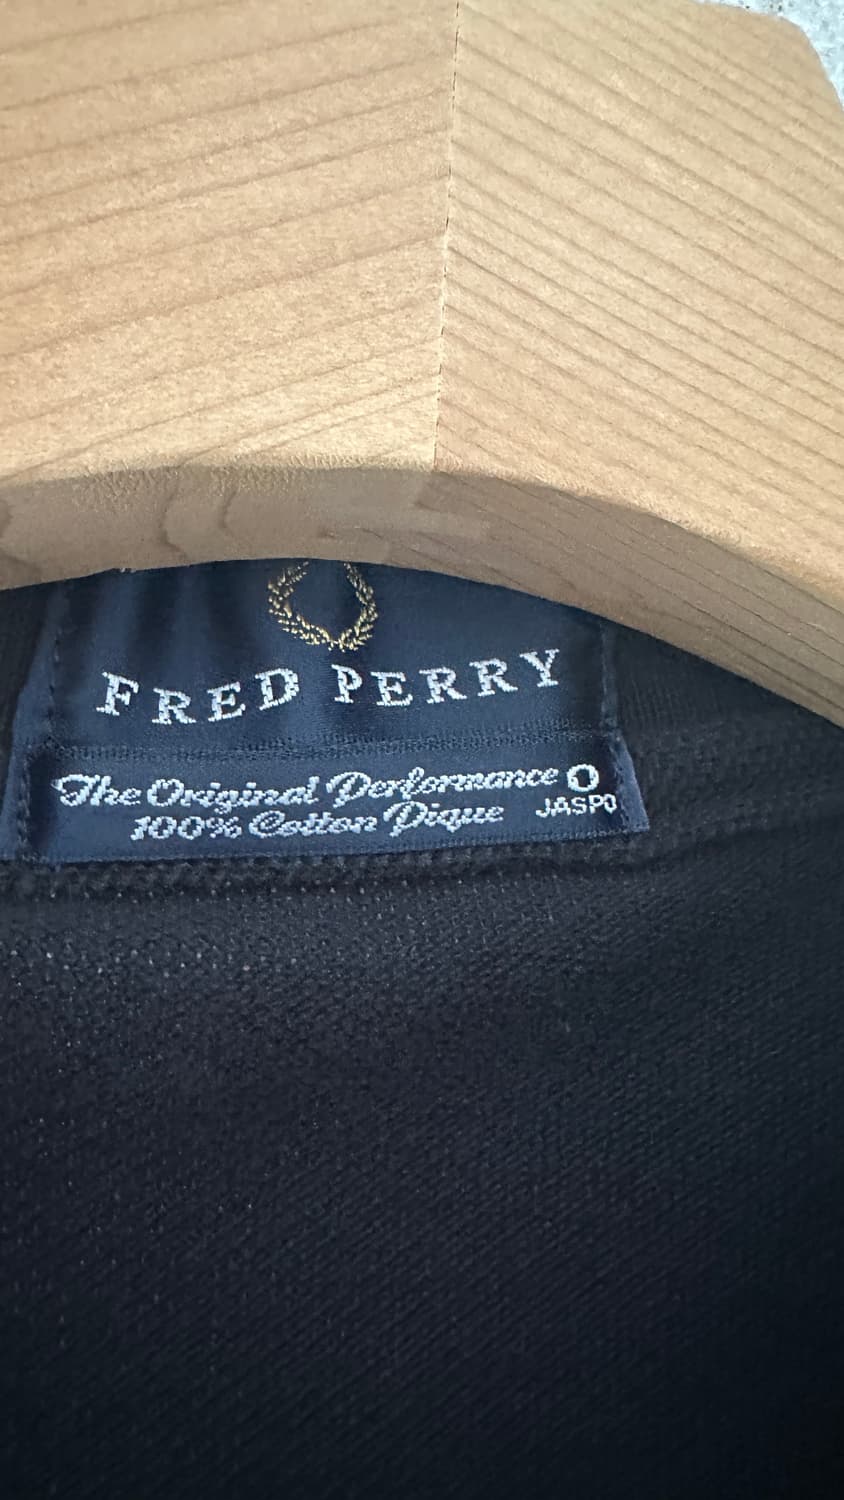 FRED PERRY
The Original Performance O
100% Cotton Pique JASPO